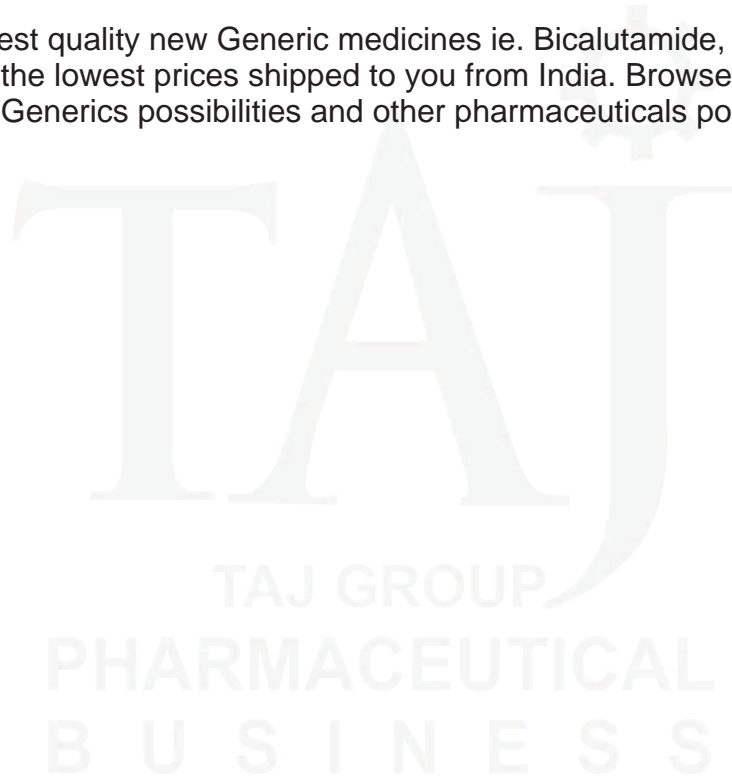 est quality new Generic medicines ie. Bicalutamide,
the lowest prices shipped to you from India. Browse
Generics possibilities and other pharmaceuticals po
TAJ
TAJ GROUP
PHARMACEUTICAL
BUSINESS